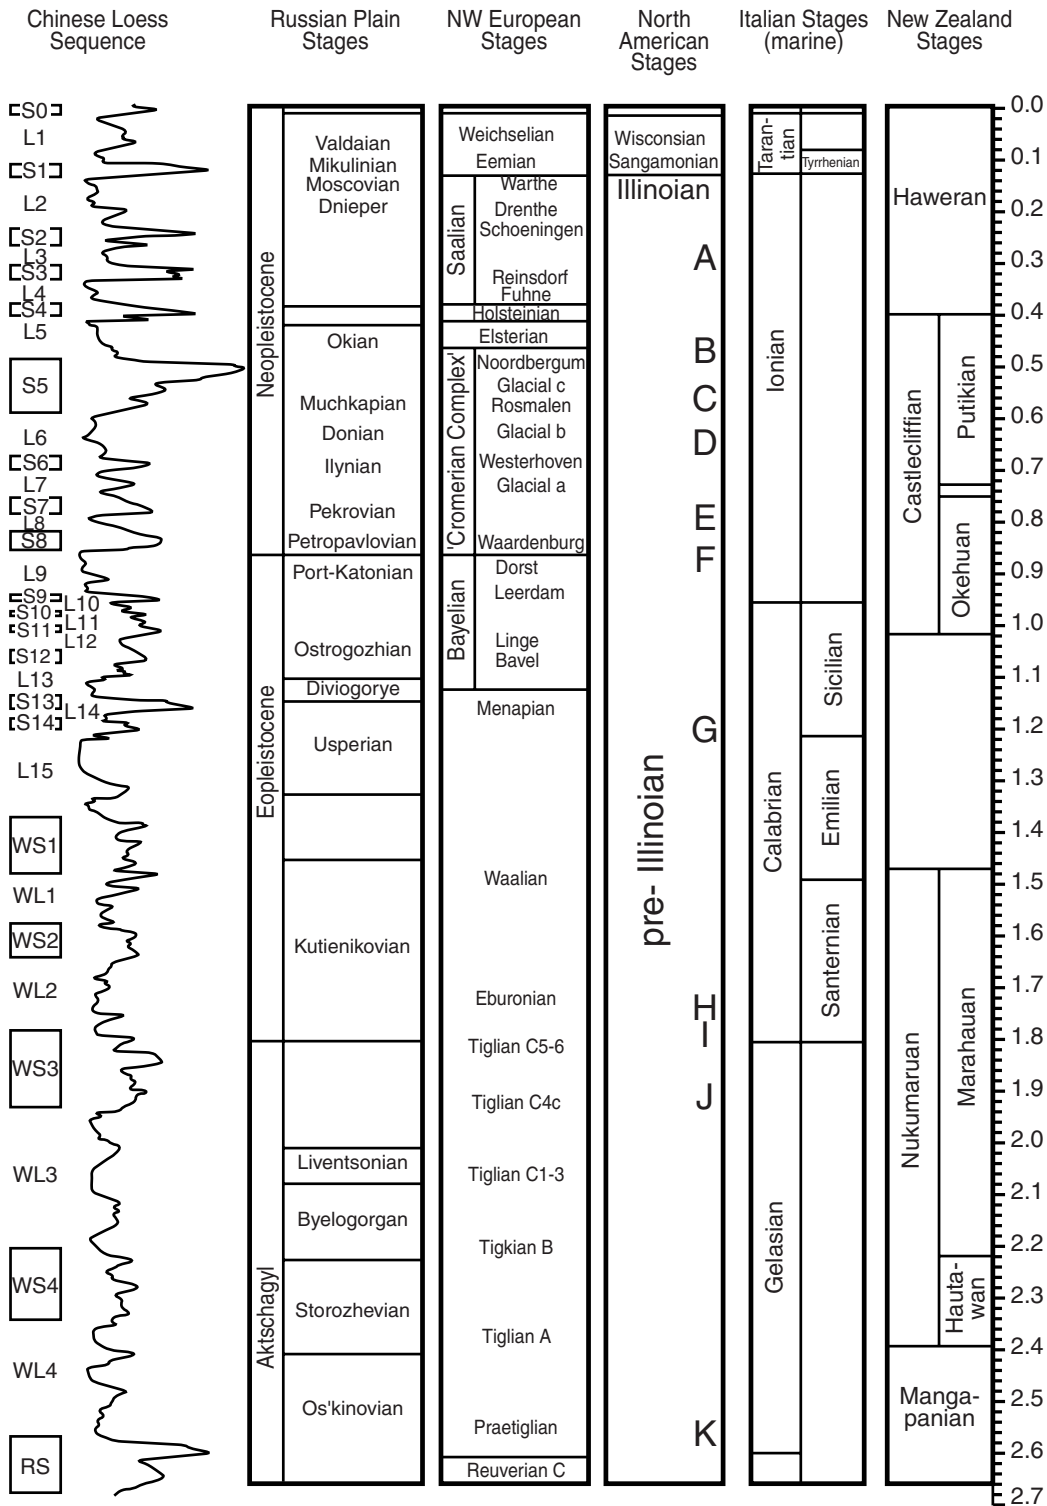 Chinese Loess
Sequence
Russian Plain
Stages
NW European
Stages
North
American
Stages
Italian Stages
(marine)
New Zealand
Stages
S0
L1
S1
L2
S2
L3
S3
L4
S4
L5
S5
L6
S6
L7
S7
L8
S8
L9
S9
L10
S10
L11
S11
L12
S12
L13
S13
L14
S14
L15
WS1
WL1
WS2
WL2
WS3
WL3
WS4
WL4
RS
Neopleistocene
Eopleistocene
Aktschagyl
Valdaian
Mikulinian
Moscovian
Dnieper
Okian
Muchkapian
Donian
Ilynian
Pekrovian
Petropavlovian
Port-Katonian
Ostrogozhian
Diviogorye
Usperian
Kutienikovian
Liventsonian
Byelogorgan
Storozhevian
Os'kinovian
Weichselian
Eemian
Saalian
Warthe
Drenthe
Schoeningen
Reinsdorf
Fuhne
Holsteinian
Elsterian
'Cromerian Complex'
Noordbergum
Glacial c
Rosmalen
Glacial b
Westerhoven
Glacial a
Waardenburg
Bayelian
Dorst
Leerdam
Linge
Bavel
Menapian
Waalian
Eburonian
Tiglian C5-6
Tiglian C4c
Tiglian C1-3
Tigkian B
Tiglian A
Praetiglian
Reuverian C
Wisconsian
Sangamonian
Illinoian
A
B
C
D
E
F
G
pre- Illinoian
H
I
J
K
Taran-
tian
Tyrrhenian
Ionian
Calabrian
Sicilian
Emilian
Santernian
Gelasian
Haweran
Castlecliffian
Putikian
Okehuan
Nukumaruan
Marahauan
Hauta-
wan
Manga-
panian
0.0
0.1
0.2
0.3
0.4
0.5
0.6
0.7
0.8
0.9
1.0
1.1
1.2
1.3
1.4
1.5
1.6
1.7
1.8
1.9
2.0
2.1
2.2
2.3
2.4
2.5
2.6
2.7